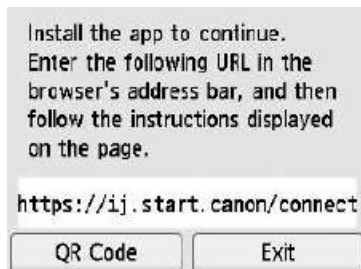 Install the app to continue.
Enter the following URL in the
browser's address bar, and then
follow the instructions displayed
on the page.
https://ij.start.canon/connect
QR Code
Exit